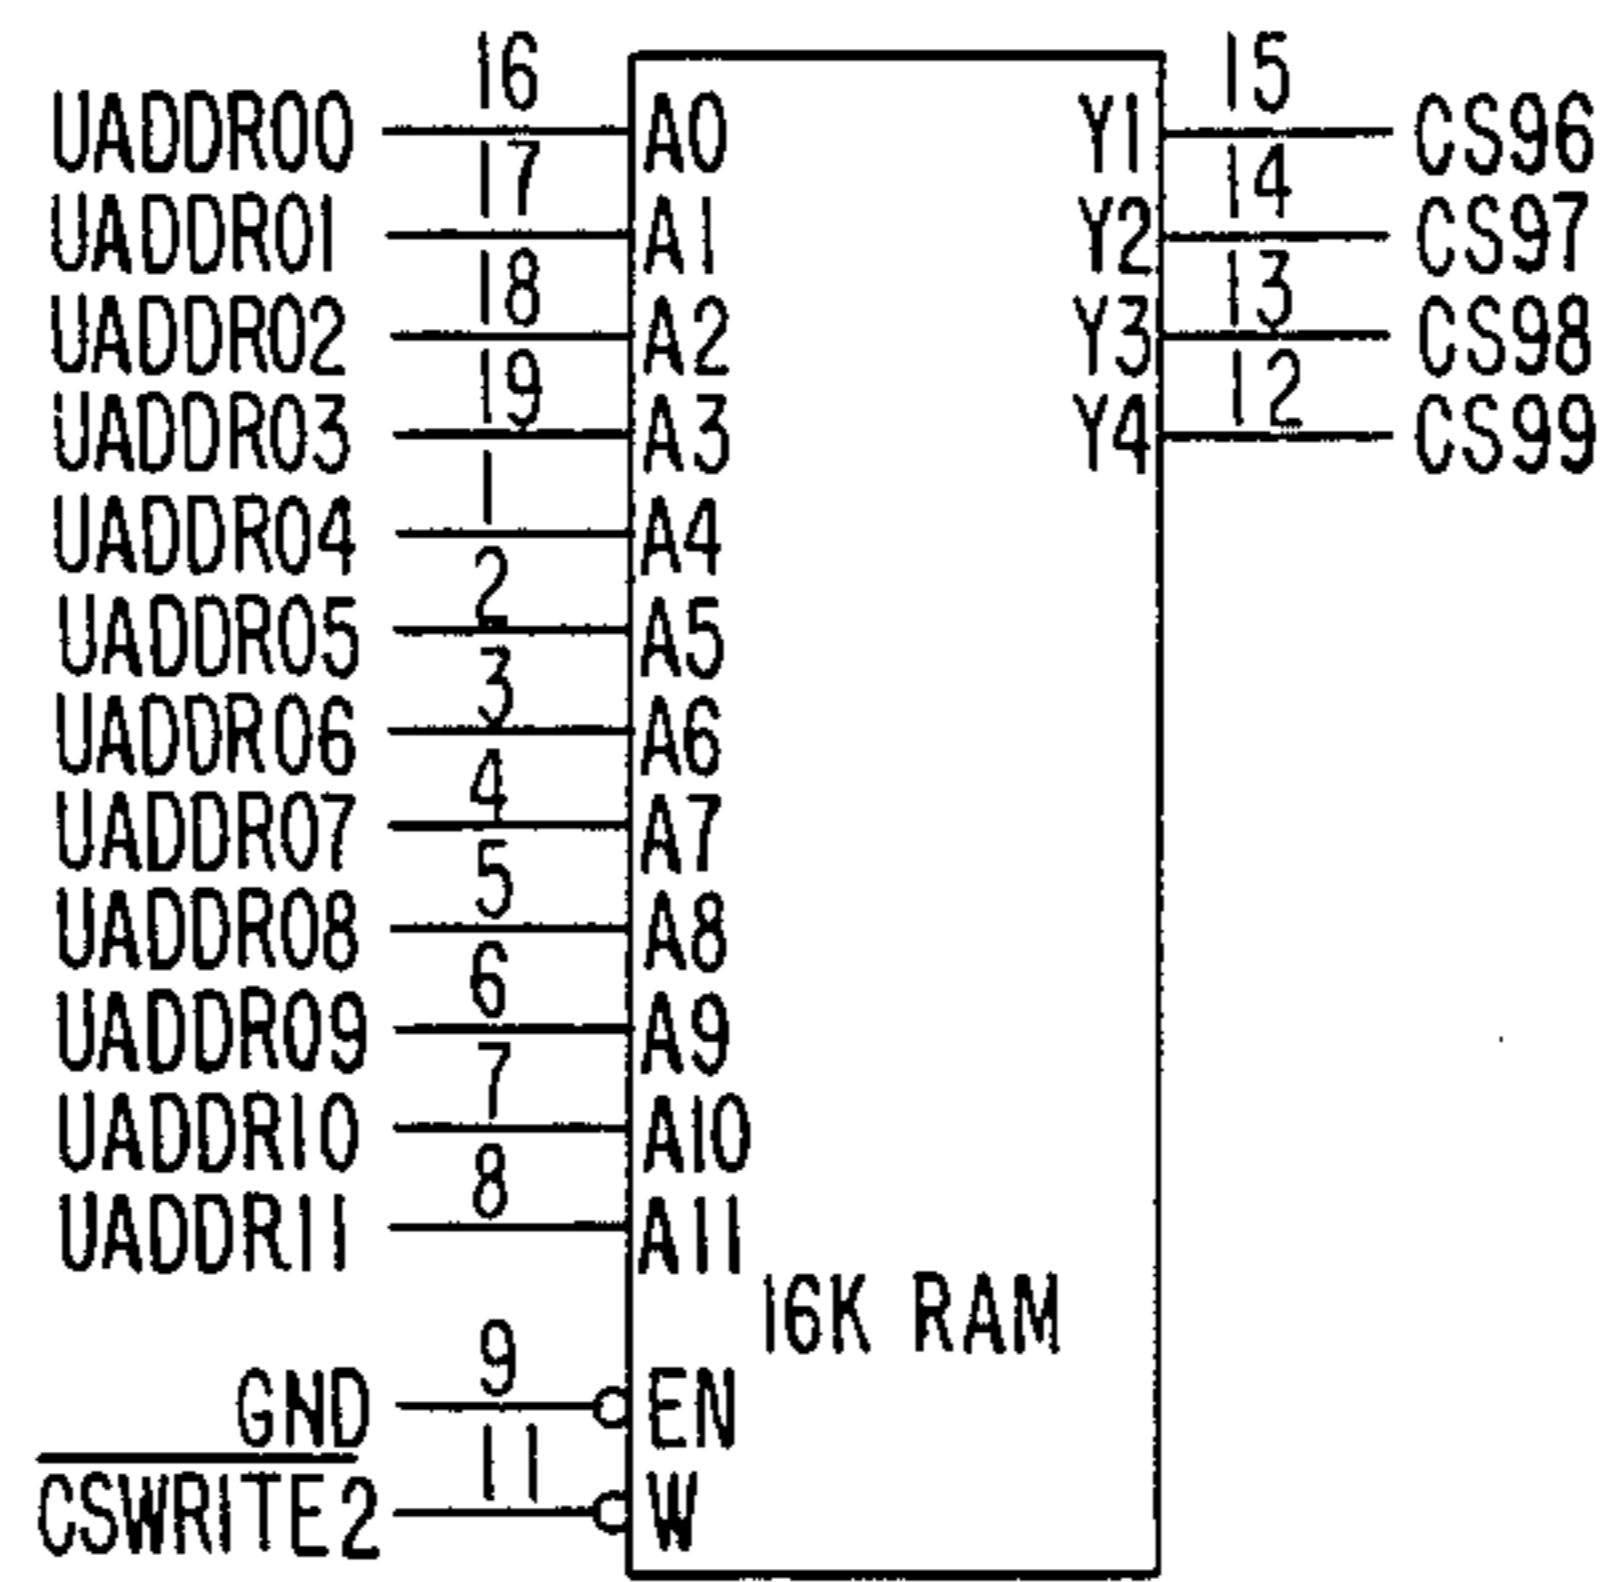 16 15
UADDR00 A0 Y1 CS96
17 14
UADDR01 A1 Y2 CS97
18 13
UADDR02 A2 Y3 CS98
19 12
UADDR03 A3 Y4 CS99
1
UADDR04 A4
2
UADDR05 A5
3
UADDR06 A6
4
UADDR07 A7
5
UADDR08 A8
6
UADDR09 A9
7
UADDR10 A10
8
UADDR11 A11
16K RAM
9
GND EN
11
CSWRITE2 W